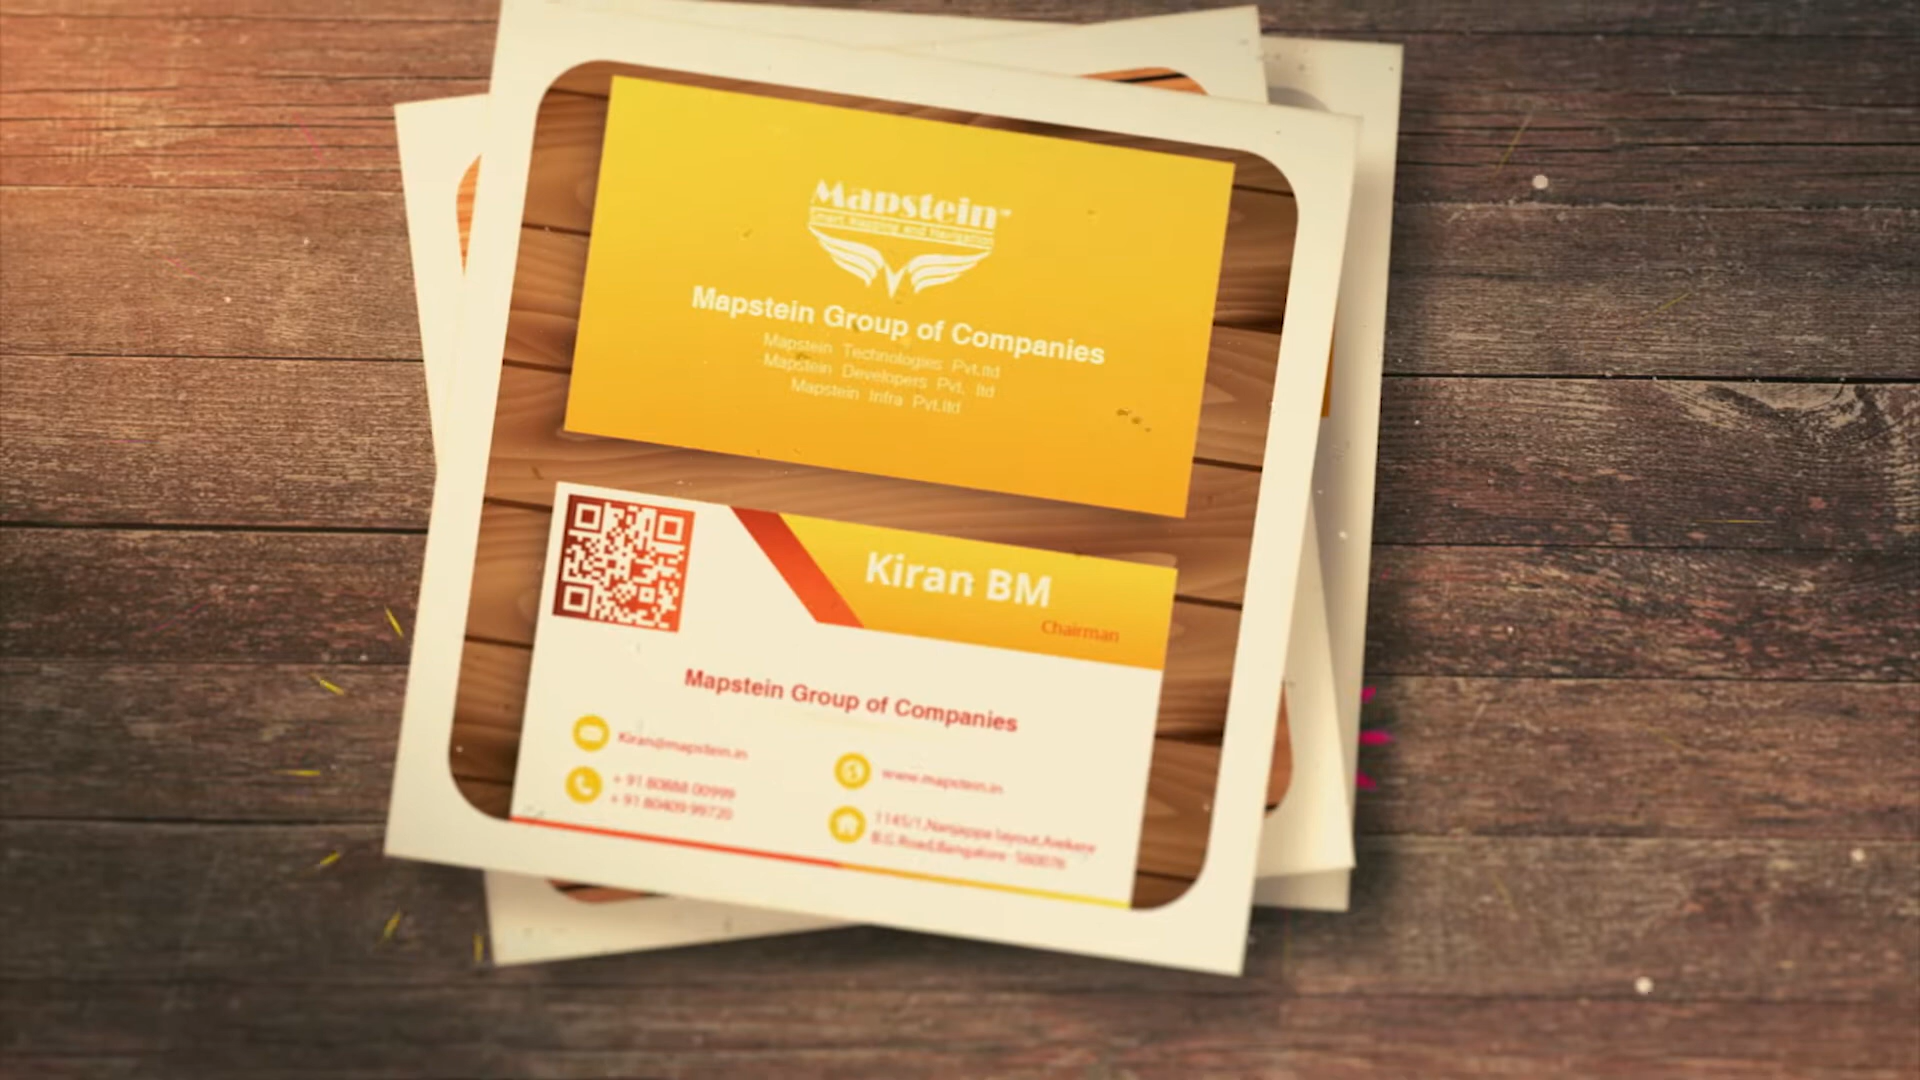 Mapstein™
Smart Mapping and Navigation
Mapstein Group of Companies
Mapstein Technologies Pvt.ltd
Mapstein Developers Pvt. ltd
Mapstein Infra Pvt.ltd
Kiran BM
Chairman
Mapstein Group of Companies
Kiran@mapstein.in
+ 91 80888 00999
+ 91 80409 99720
www.mapstein.in
1145/1,Nanjappa layout,Arekere
B.G Road,Bangalore- 560076